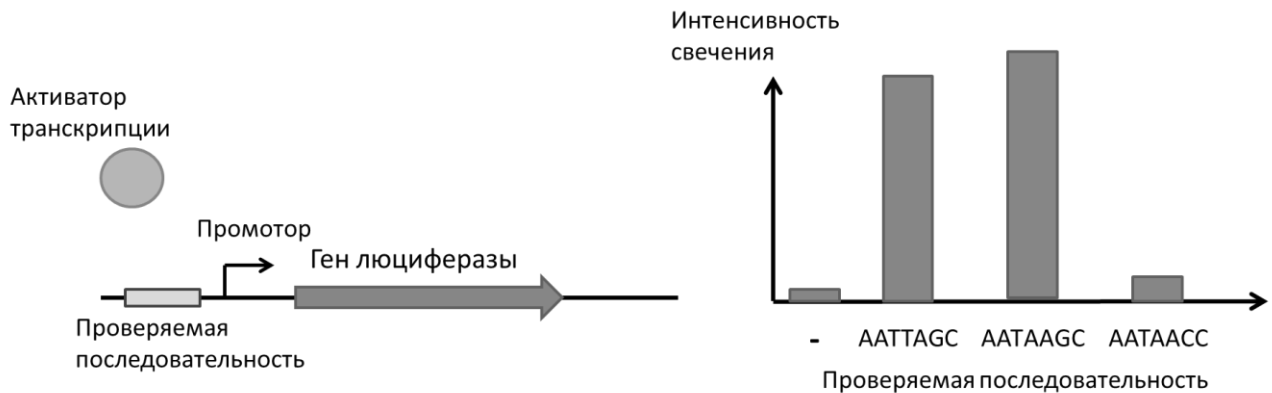 Активатор
транскрипции
Промотор
Ген люциферазы
Проверяемая
последовательность
Интенсивность
свечения
- AATTAGC AATAAGC AATAACC
Проверяемая последовательность